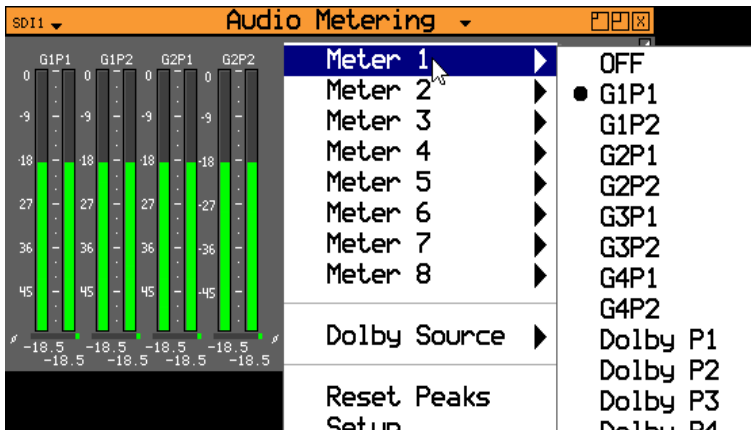 SDI1
Audio Metering
G1P1 G1P2 G2P1 G2P2
0 0 0 0
-9 -9 -9 -9
-18 -18 -18 -18
27 27 27 -27
36 36 36 -36
45 45 45 -45
-18.5 -18.5 -18.5 -18.5
-18.5 -18.5 -18.5 -18.5
Meter 1
Meter 2
Meter 3
Meter 4
Meter 5
Meter 6
Meter 7
Meter 8
Dolby Source
Reset Peaks
Setup
OFF
G1P1
G1P2
G2P1
G2P2
G3P1
G3P2
G4P1
G4P2
Dolby P1
Dolby P2
Dolby P3
Dolby P4